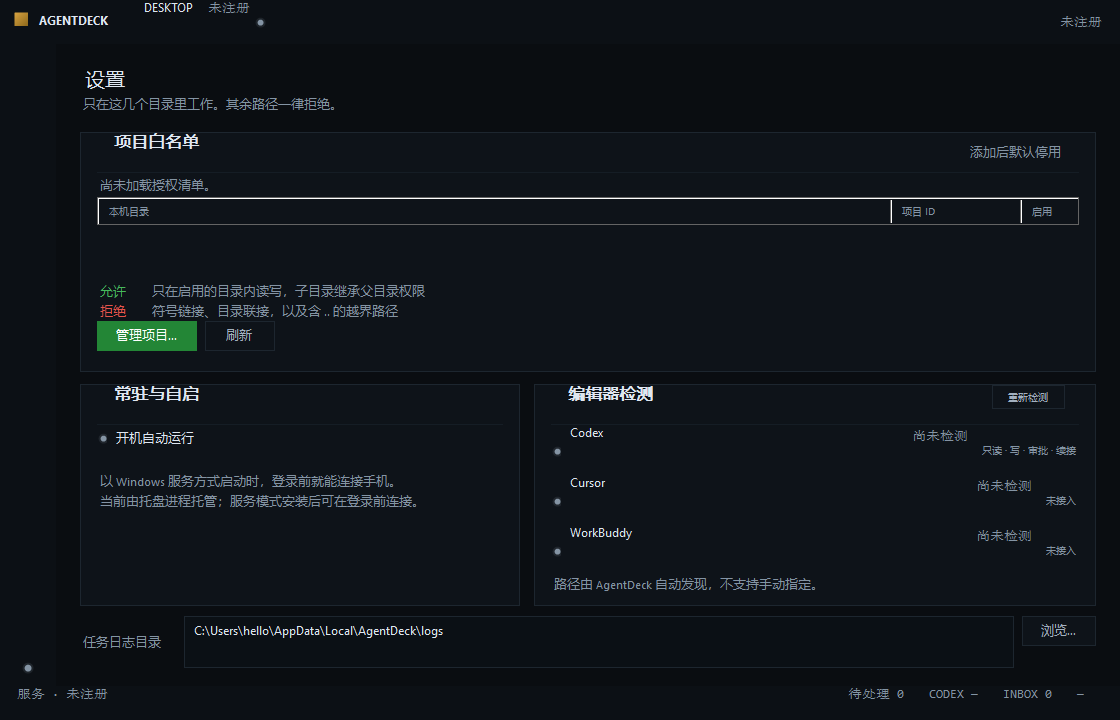 AGENTDECK
DESKTOP 未注册
未注册
设置
只在这几个目录里工作。其余路径一律拒绝。
项目白名单
添加后默认停用
尚未加载授权清单。
本机目录 项目 ID 启用
允许 只在启用的目录内读写，子目录继承父目录权限
拒绝 符号链接、目录联接，以及含 .. 的越界路径
管理项目... 刷新
常驻与自启
开机自动运行
以 Windows 服务方式启动时，登录前就能连接手机。
当前由托盘进程托管；服务模式安装后可在登录前连接。
编辑器检测
重新检测
Codex 尚未检测
只读 · 写 · 审批 · 续接
Cursor 尚未检测
未接入
WorkBuddy 尚未检测
未接入
路径由 AgentDeck 自动发现，不支持手动指定。
任务日志目录 C:\Users\hello\AppData\Local\AgentDeck\logs 浏览...
服务 · 未注册
待处理 0 CODEX — INBOX 0 —